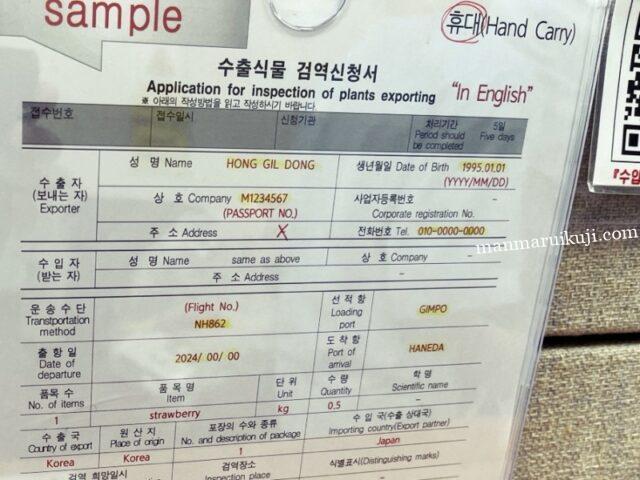 sample
휴대(Hand Carry)
수출식물 검역신청서
Application for inspection of plants exporting "In English"
※ 아래의 작성방법을 읽고 작성하시기 바랍니다.
접수번호 접수일시 신청기관 처리기간 Period should be completed 5일 Five days
수 출 자 (보내는 자) Exporter
성 명 Name HONG GIL DONG 생년월일 Date of Birth 1995.01.01
(YYYY/MM/DD)
상 호 Company M1234567 사업자등록번호 –
(PASSPORT NO.) Corporate registration No.
주 소 Address X 전화번호 Tel. 010-0000-0000
manmaruikuji.com
수 입 자 (받는 자)
성 명 Name same as above 상 호 Company –
주 소 Address –
운 송 수 단 Transtportation method (Flight No.) NH862 선 적 항 Loading port GIMPO
출 항 일 Date of departure 2024/ 00/ 00 도 착 항 Port of arrival HANEDA
품목 수 No. of items 품 목 명 Item 단 위 Unit 수 량 Quantity 학 명 Scientific name
1 strawberry kg 0.5 –
수 출 국 Country of export 원 산 지 Place of origin 포장의 수와 종류 No. and description of package 수 입 국(수출 상대국) Importing country(Export partner)
Korea Korea 1 Japan
검역 희망일시 검역장소 Inspection place 식별표시(Distinguishing marks)
–
"수입